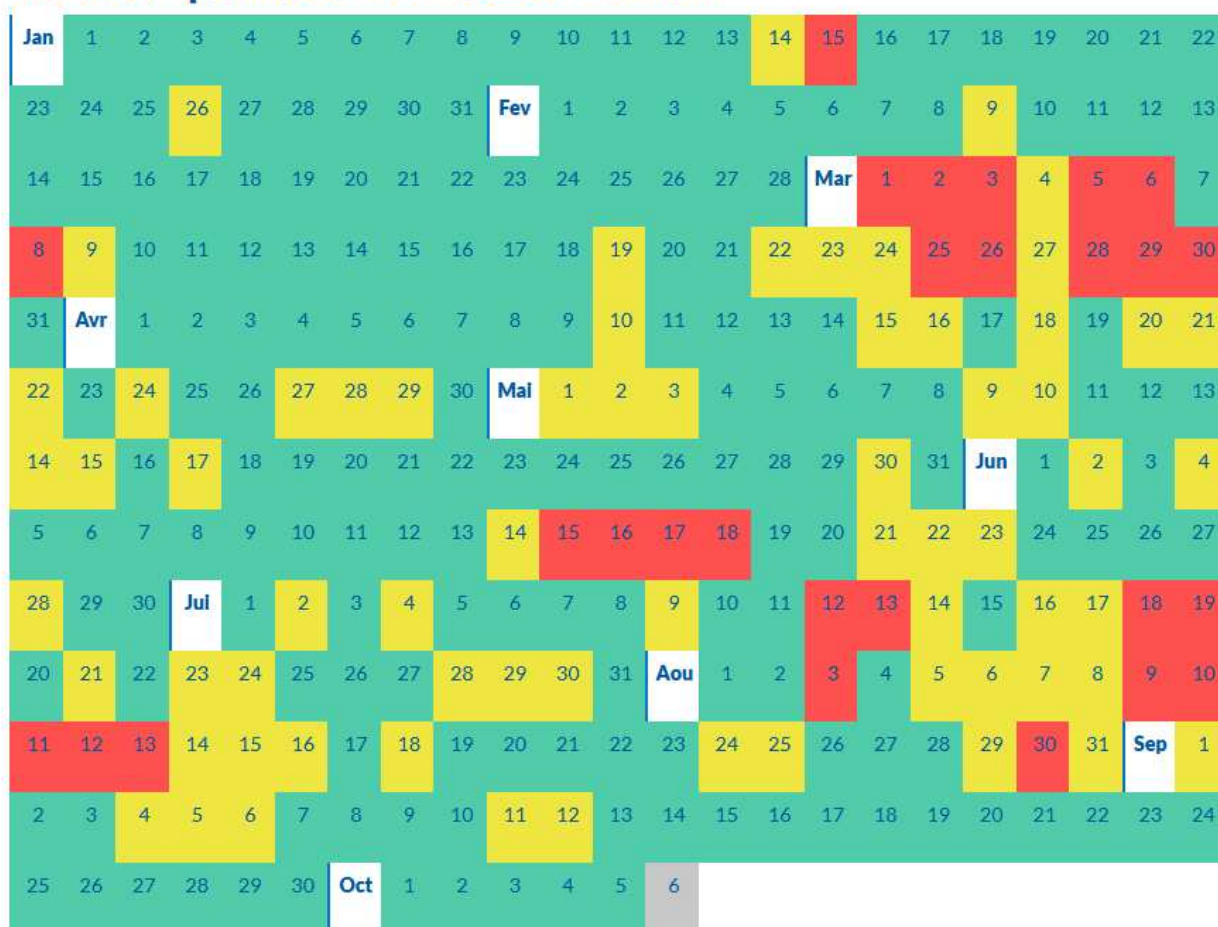 Jan 1 2 3 4 5 6 7 8 9 10 11 12 13 14 15 16 17 18 19 20 21 22
23 24 25 26 27 28 29 30 31 Fev 1 2 3 4 5 6 7 8 9 10 11 12 13
14 15 16 17 18 19 20 21 22 23 24 25 26 27 28 Mar 1 2 3 4 5 6 7
8 9 10 11 12 13 14 15 16 17 18 19 20 21 22 23 24 25 26 27 28 29 30
31 Avr 1 2 3 4 5 6 7 8 9 10 11 12 13 14 15 16 17 18 19 20 21
22 23 24 25 26 27 28 29 30 Mai 1 2 3 4 5 6 7 8 9 10 11 12 13
14 15 16 17 18 19 20 21 22 23 24 25 26 27 28 29 30 31 Jun 1 2 3 4
5 6 7 8 9 10 11 12 13 14 15 16 17 18 19 20 21 22 23 24 25 26 27
28 29 30 Jui 1 2 3 4 5 6 7 8 9 10 11 12 13 14 15 16 17 18 19
20 21 22 23 24 25 26 27 28 29 30 31 Aou 1 2 3 4 5 6 7 8 9 10
11 12 13 14 15 16 17 18 19 20 21 22 23 24 25 26 27 28 29 30 31 Sep 1
2 3 4 5 6 7 8 9 10 11 12 13 14 15 16 17 18 19 20 21 22 23 24
25 26 27 28 29 30 Oct 1 2 3 4 5 6